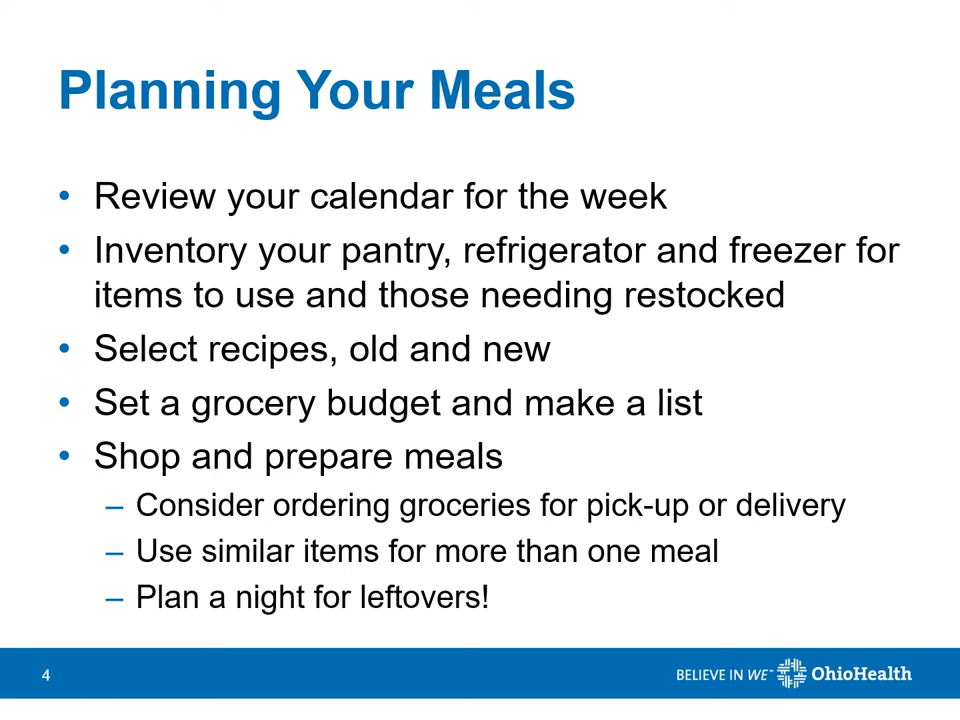 Planning Your Meals
• Review your calendar for the week
• Inventory your pantry, refrigerator and freezer for
items to use and those needing restocked
• Select recipes, old and new
• Set a grocery budget and make a list
• Shop and prepare meals
– Consider ordering groceries for pick-up or delivery
– Use similar items for more than one meal
– Plan a night for leftovers!
4
BELIEVE IN WE™ OhioHealth